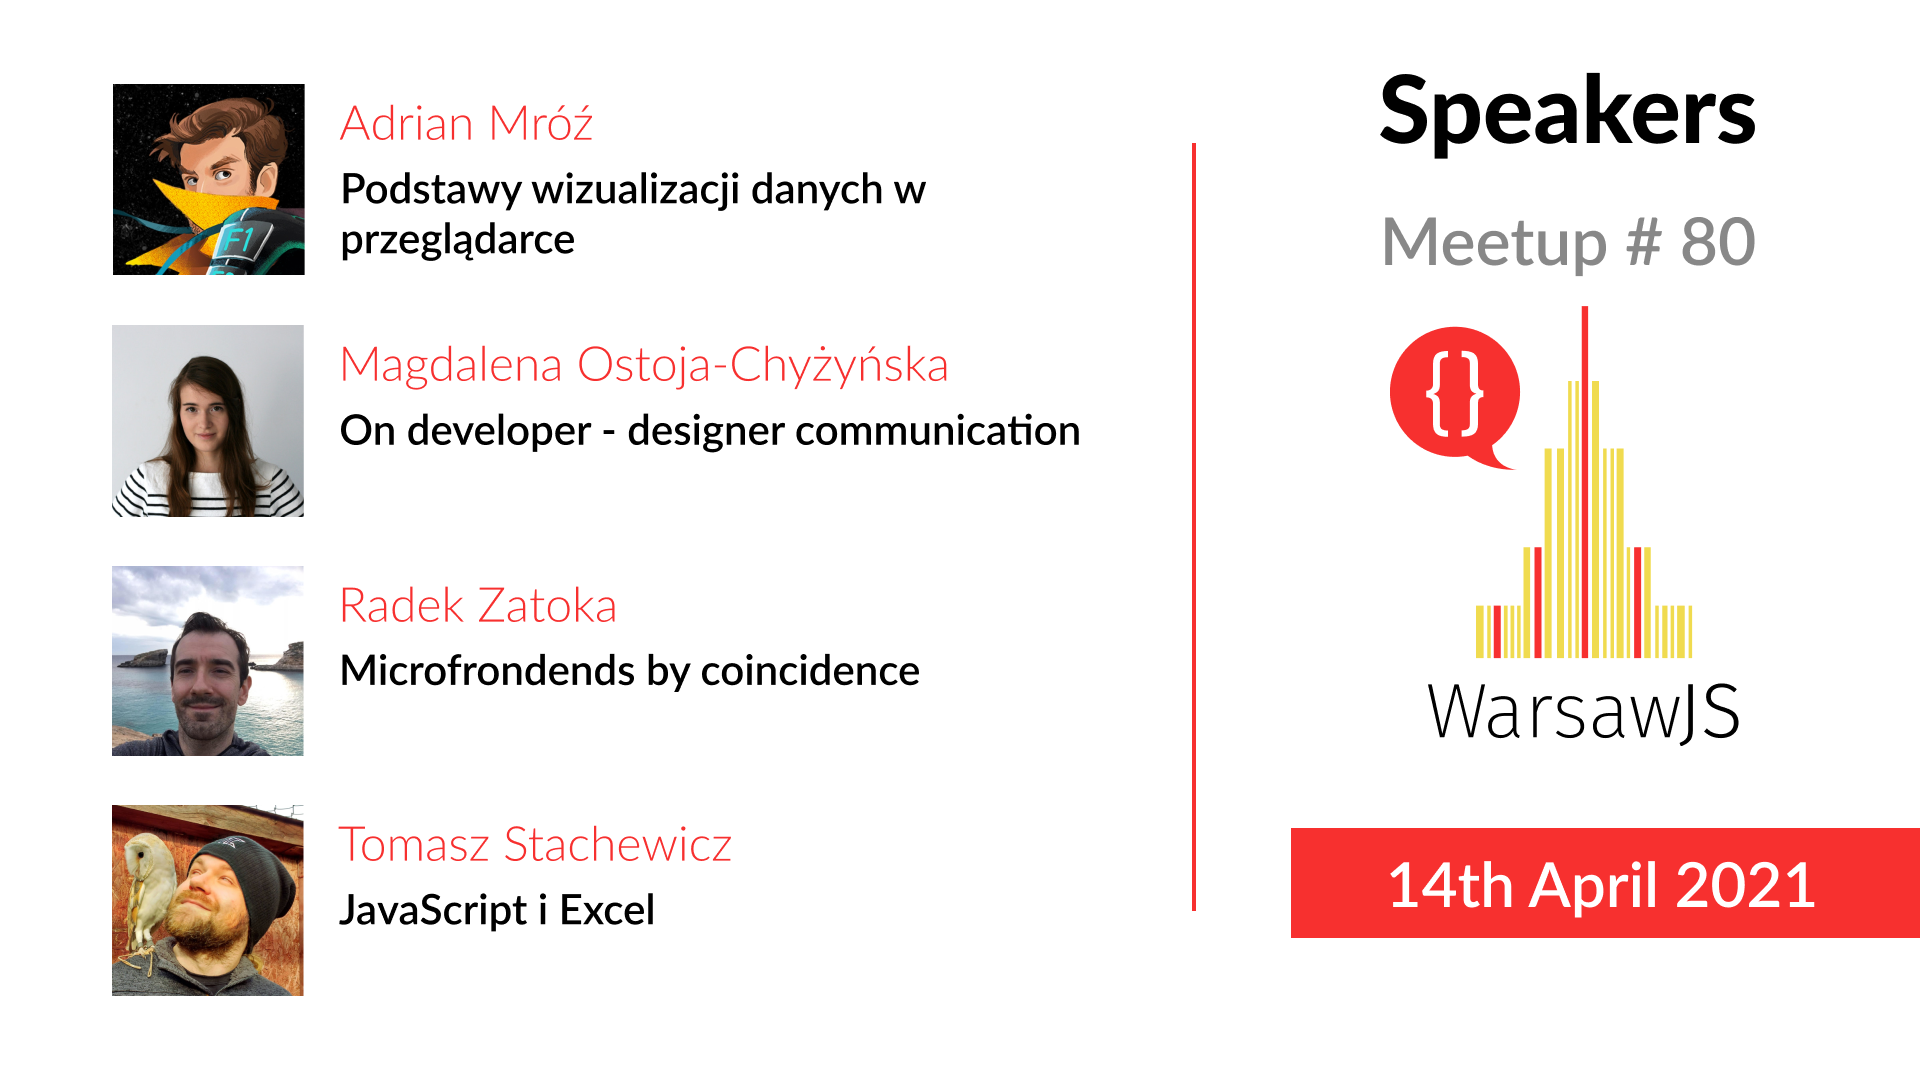 Adrian Mróź
Podstawy wizualizacji danych w
przeglądarce
Magdalena Ostoja-Chyżyńska
On developer - designer communication
Radek Zatoka
Microfrondends by coincidence
Tomasz Stachewicz
JavaScript i Excel
Speakers
Meetup # 80
{}
WarsawJS
14th April 2021
F1